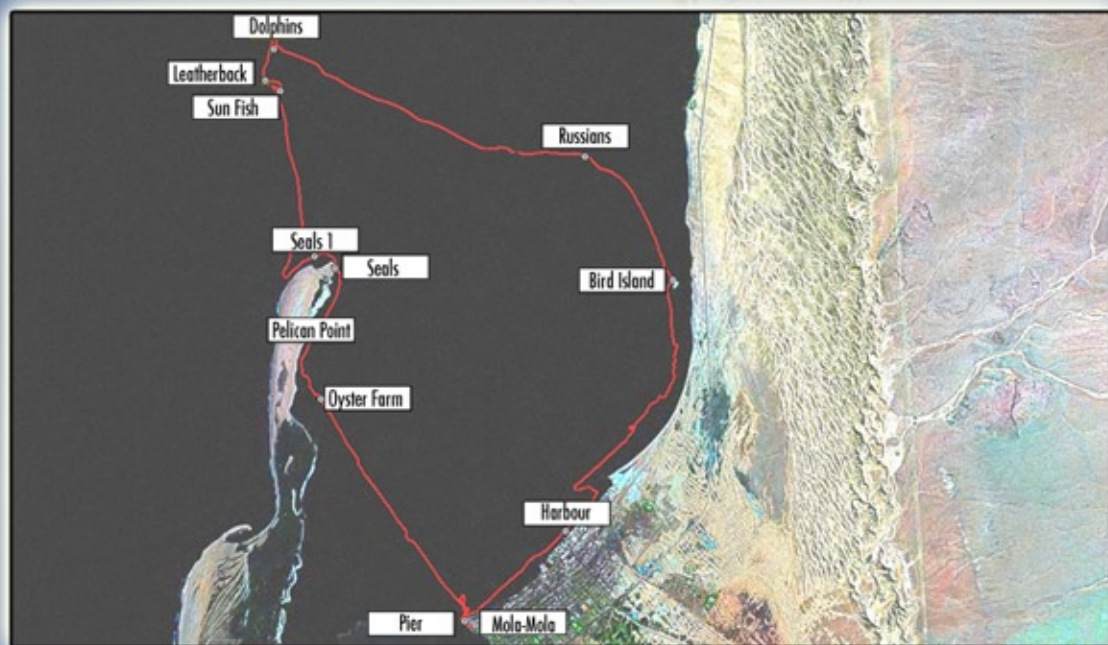 Dolphins
Leatherback
Sun Fish
Russians
Seals 1
Seals
Bird Island
Pelican Point
Oyster Farm
Harbour
Pier
Mola-Mola